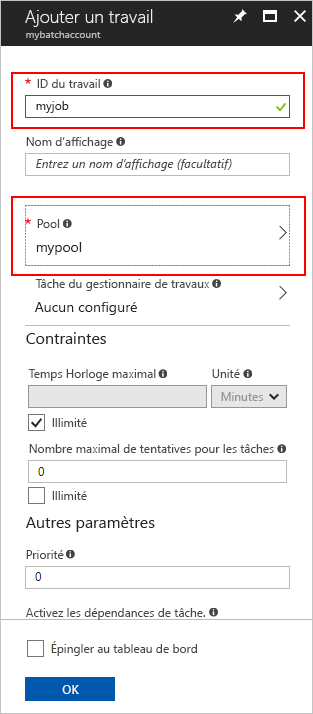 Ajouter un travail
mybatchaccount
* ID du travail
myjob
Nom d'affichage
Entrez un nom d'affichage (facultatif)
* Pool
mypool
Tâche du gestionnaire de travaux
Aucun configuré
Contraintes
Temps Horloge maximal Unité
Minutes
Illimité
Nombre maximal de tentatives pour les tâches
0
Illimité
Autres paramètres
Priorité
0
Activez les dépendances de tâche.
Épingler au tableau de bord
OK